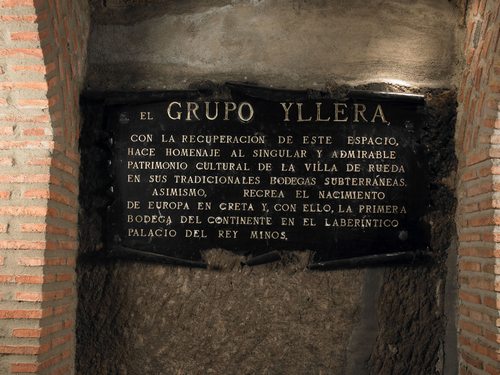 EL GRUPO YLLERA,
CON LA RECUPERACIÓN DE ESTE ESPACIO,
HACE HOMENAJE AL SINGULAR Y ADMIRABLE
PATRIMONIO CULTURAL DE LA VILLA DE RUEDA
EN SUS TRADICIONALES BODEGAS SUBTERRÁNEAS.
ASIMISMO, RECREA EL NACIMIENTO
DE EUROPA EN CRETA Y, CON ELLO, LA PRIMERA
BODEGA DEL CONTINENTE EN EL LABERÍNTICO
PALACIO DEL REY MINOS.